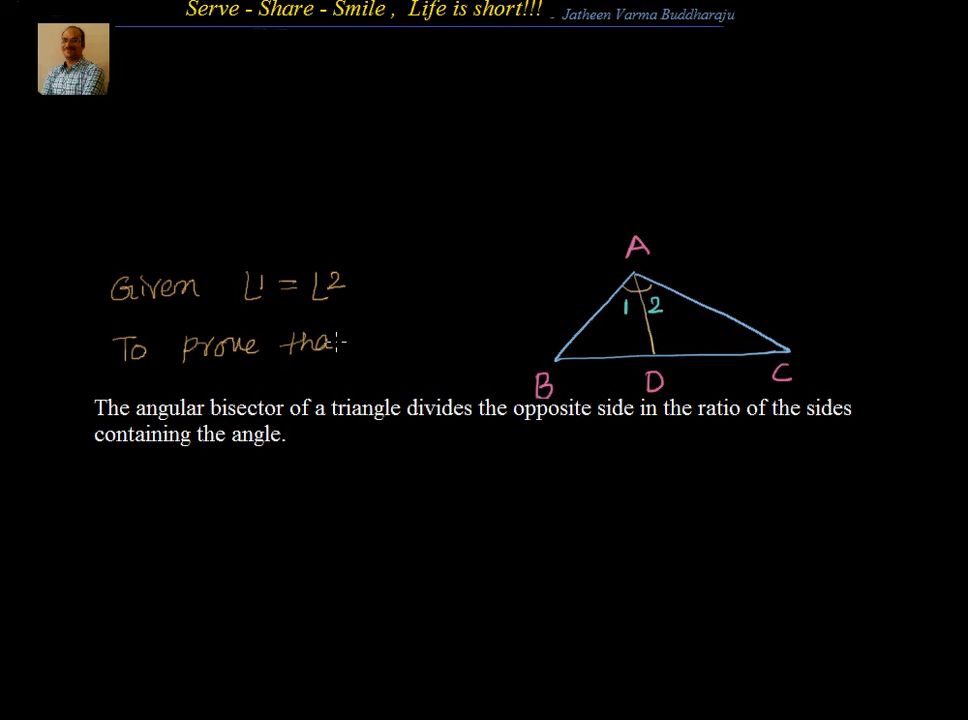 Serve - Share - Smile , Life is short!!! - Jatheen Varma Buddharaju
A
Given ∠1 = ∠2
1 2
To prove tha
B D C
The angular bisector of a triangle divides the opposite side in the ratio of the sides
containing the angle.